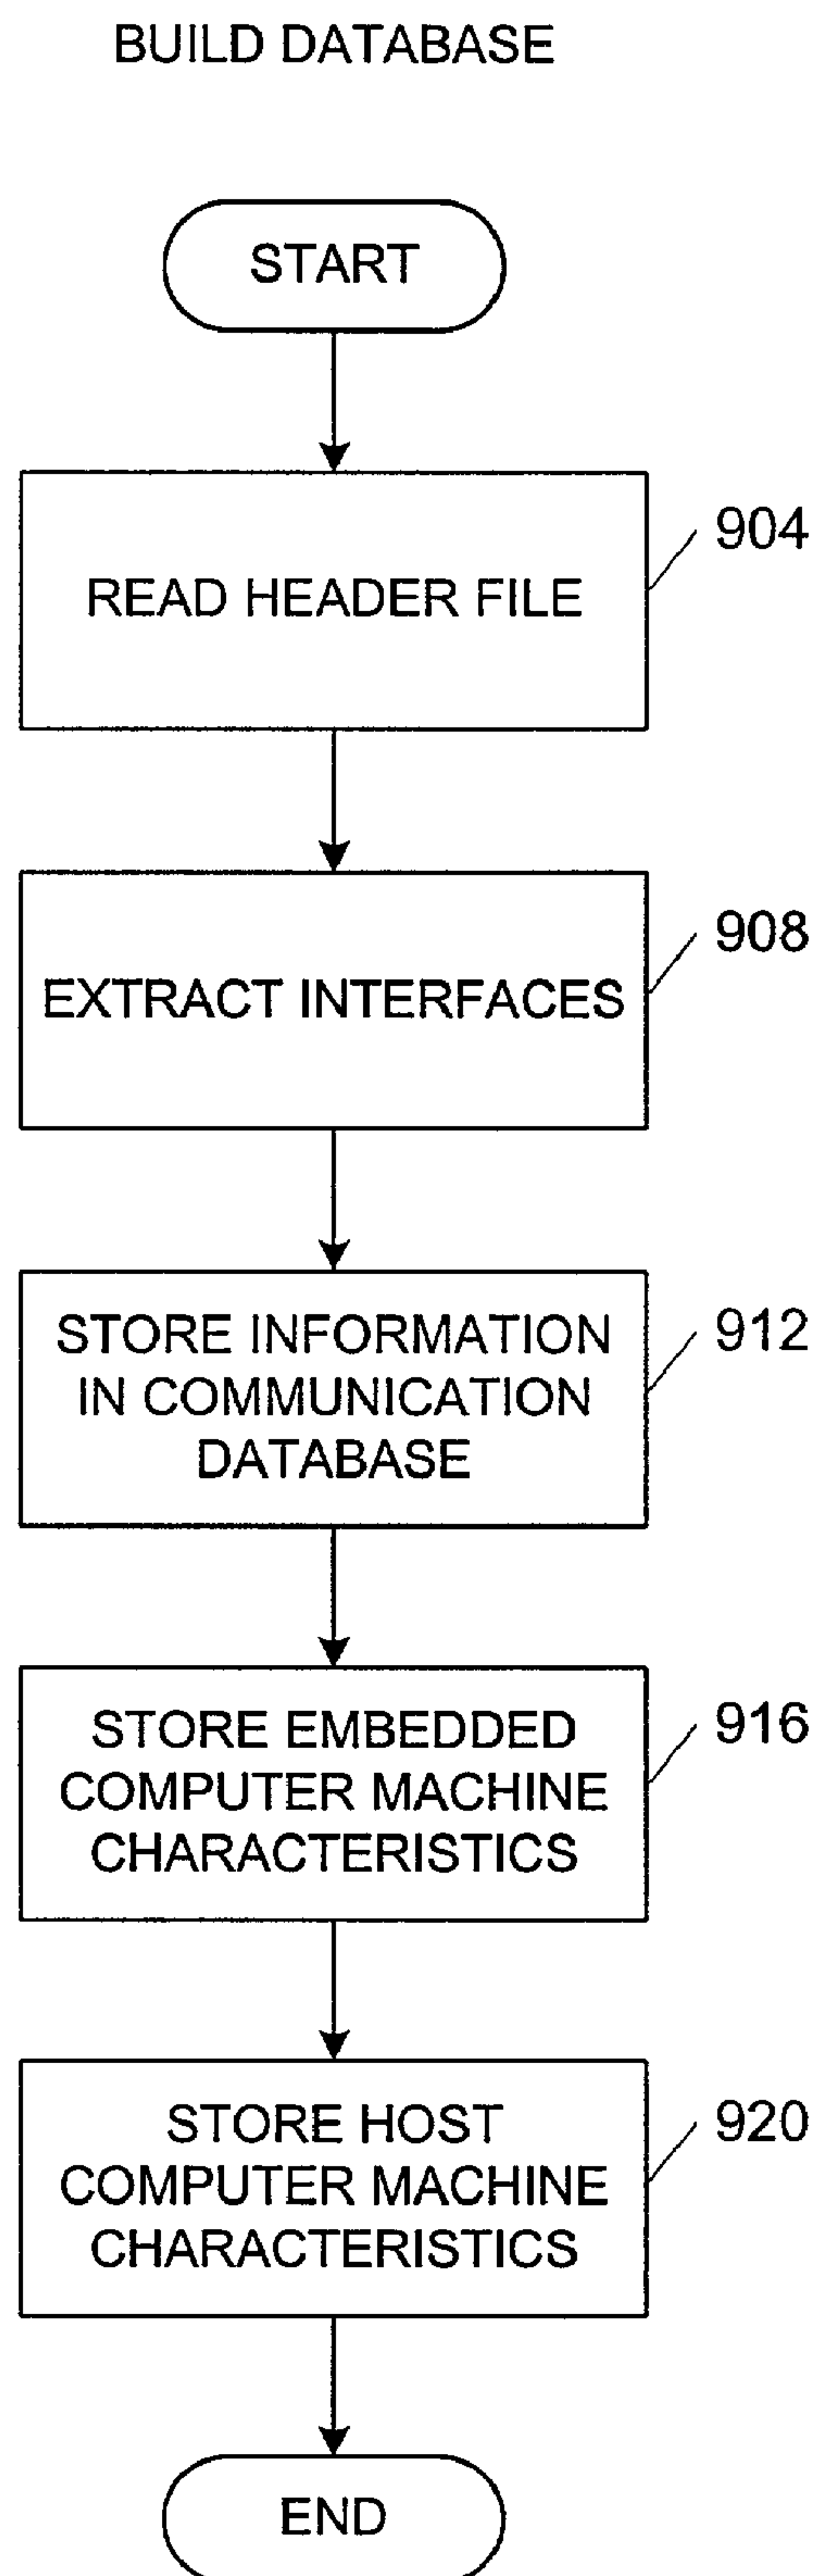 BUILD DATABASE
START
READ HEADER FILE
904
EXTRACT INTERFACES
908
STORE INFORMATION
IN COMMUNICATION
DATABASE
912
STORE EMBEDDED
COMPUTER MACHINE
CHARACTERISTICS
916
STORE HOST
COMPUTER MACHINE
CHARACTERISTICS
920
END